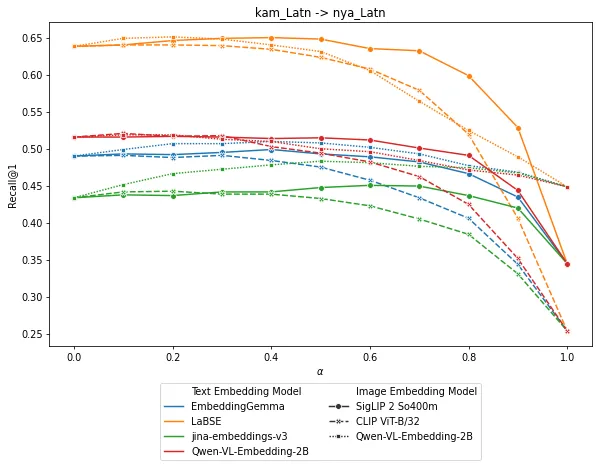 kam_Latn -> nya_Latn
Recall@1
0.65
0.60
0.55
0.50
0.45
0.40
0.35
0.30
0.25
0.0 0.2 0.4 0.6 0.8 1.0
α
Text Embedding Model Image Embedding Model
EmbeddingGemma SigLIP 2 So400m
LaBSE CLIP ViT-B/32
jina-embeddings-v3 Qwen-VL-Embedding-2B
Qwen-VL-Embedding-2B